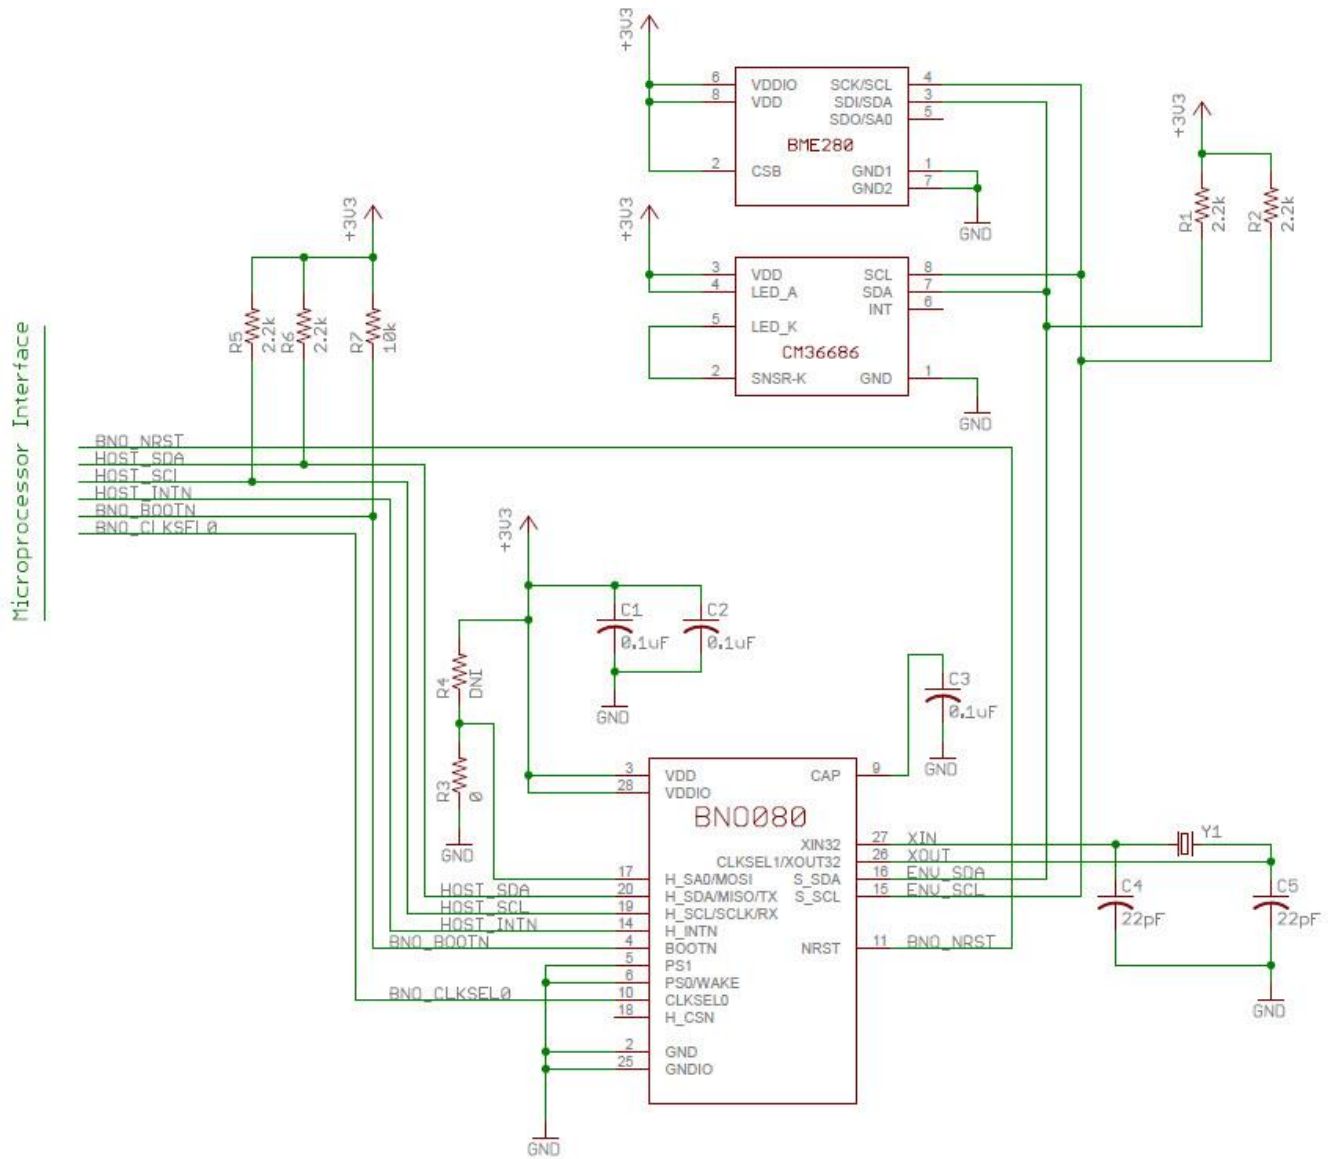 +3V3
6 VDDIO SCK/SCL 4
8 VDD SDI/SDA 3
SDO/SA0 5
BME280
2 CSB GND1 1
GND2 7
GND
+3V3
R1 2.2k
R2 2.2k
+3V3
3 VDD SCL 8
4 LED_A SDA 7
INT 6
5 LED_K
CM36686
2 SNSR-K GND 1
GND
+3V3
R5 2.2k
R6 2.2k
R7 10k
Microprocessor Interface
BNO_NRST
HOST_SDA
HOST_SCL
HOST_INTN
BNO_BOOTN
BNO_CLKSEL0
+3V3
C1
0.1uF
C2
0.1uF
GND
R4 DNI
R3 0
GND
C3
0.1uF
GND
3 VDD CAP 9
28 VDDIO
BNO080
XIN32 27 XIN
CLKSEL1/XOUT32 26 XOUT
17 H_SA0/MOSI S_SDA 16 ENV_SDA
HOST_SDA 20 H_SDA/MISO/TX S_SCL 15 ENV_SCL
HOST_SCL 19 H_SCL/SCLK/RX
HOST_INTN 14 H_INTN
BNO_BOOTN 4 BOOTN NRST 11 BNO_NRST
5 PS1
6 PS0/WAKE
BNO_CLKSEL0 10 CLKSEL0
18 H_CSN
2 GND
25 GNDIO
GND
Y1
C4
22pF
C5
22pF
GND